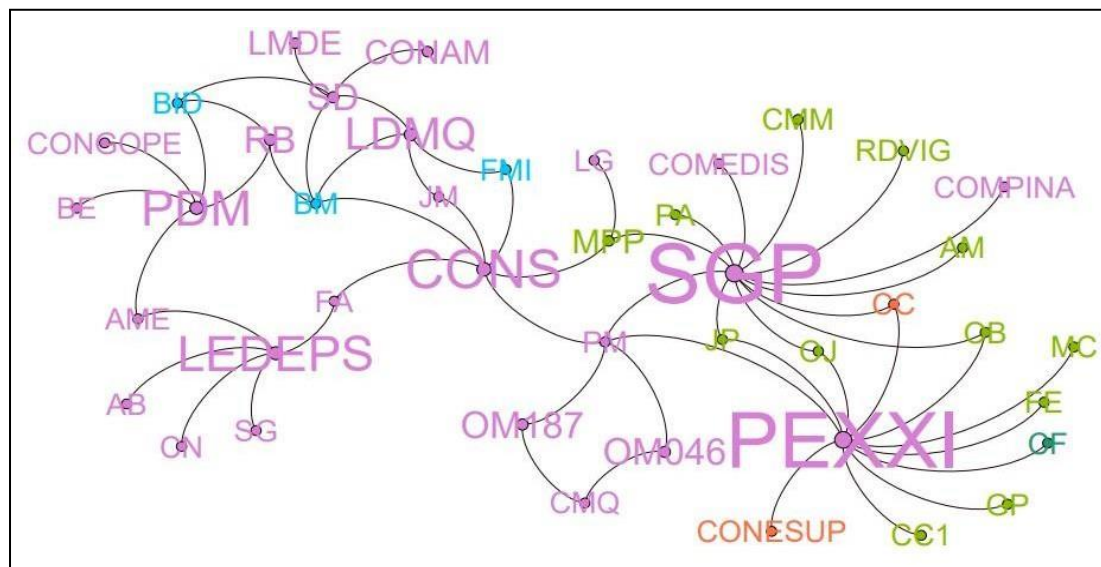 LMDE
CONAM
BID
SD
CONGOPE
RB
LDMQ
CMM
RDVIG
LG
COMEDIS
FMI
COMPINA
BE
PDM
BM
JM
PA
MPP
AM
CONS
SGP
AME
FA
CC
LEDEPS
PM
JP
OJ
CB
MC
AB
CN
SG
OM187
OM046
PEXXI
FE
CF
CMQ
CONESUP
CC1
CP